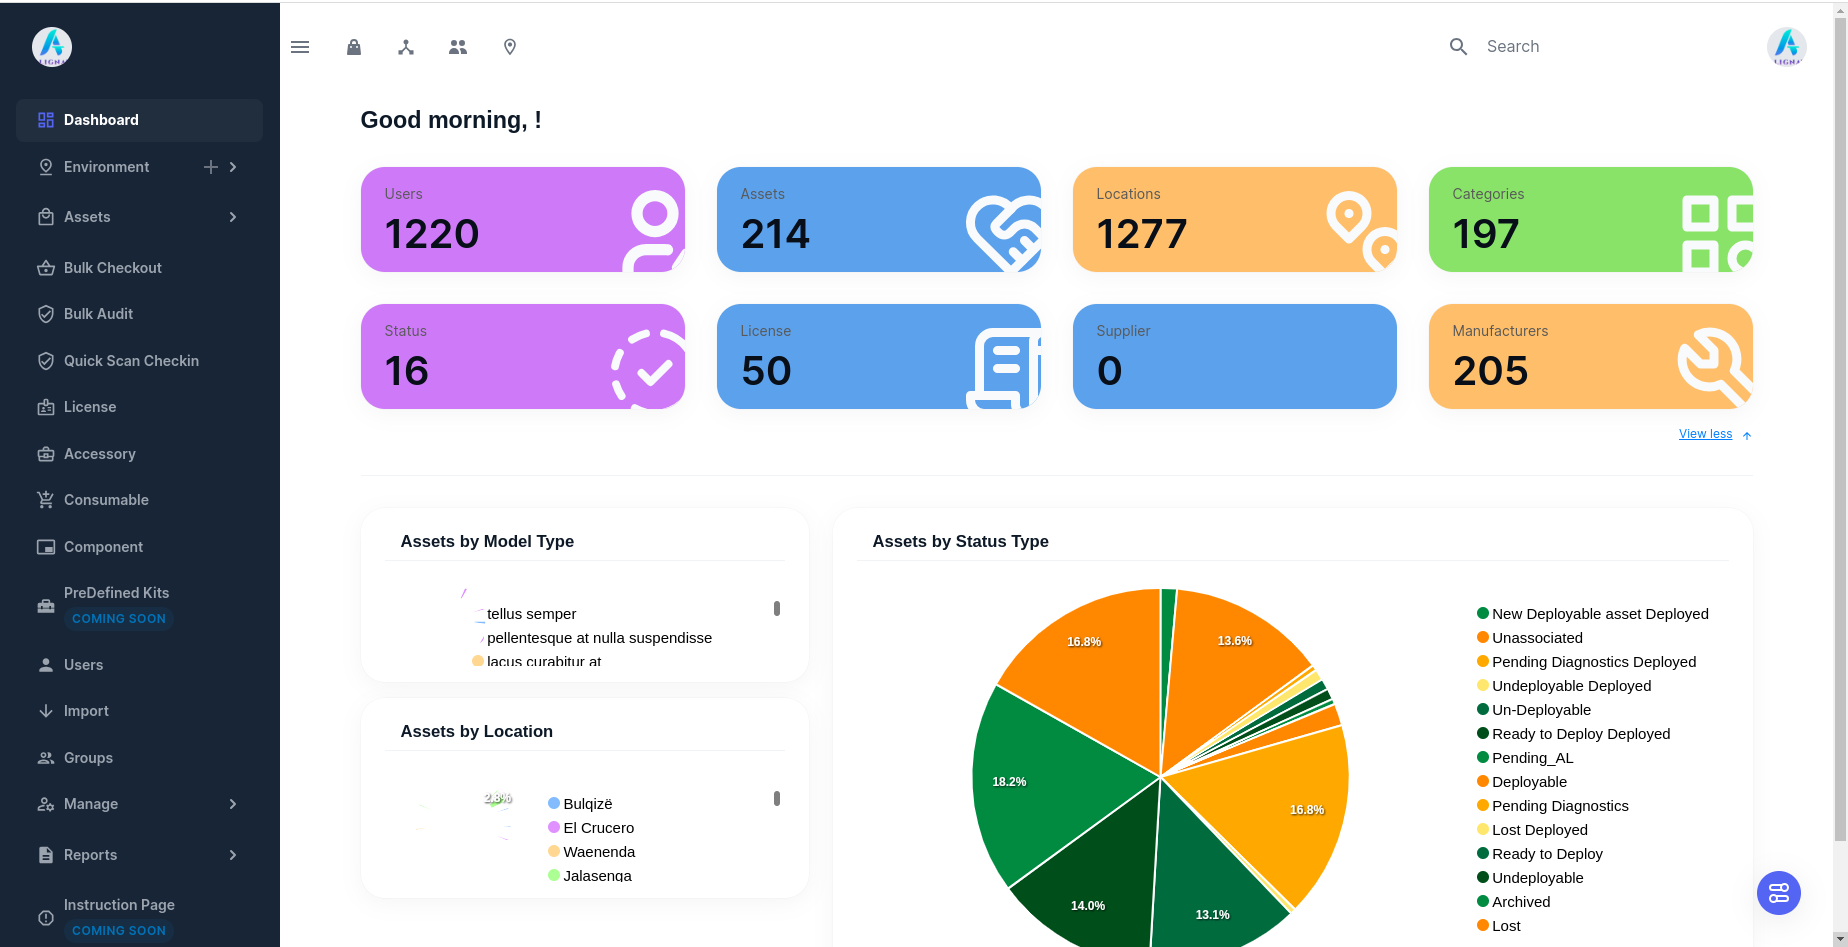 LIGNA
Search
LIGNA
Dashboard
Environment
Assets
Bulk Checkout
Bulk Audit
Quick Scan Checkin
License
Accessory
Consumable
Component
PreDefined Kits
COMING SOON
Users
Import
Groups
Manage
Reports
Instruction Page
COMING SOON
Good morning, !
Users
1220
Assets
214
Locations
1277
Categories
197
Status
16
License
50
Supplier
0
Manufacturers
205
View less
Assets by Model Type
tellus semper
pellentesque at nulla suspendisse
lacus curabitur at
Assets by Location
2.8%
Bulqizë
El Crucero
Waenenda
Jalasenga
Assets by Status Type
16.8%
13.6%
18.2%
16.8%
14.0%
13.1%
New Deployable asset Deployed
Unassociated
Pending Diagnostics Deployed
Undeployable Deployed
Un-Deployable
Ready to Deploy Deployed
Pending_AL
Deployable
Pending Diagnostics
Lost Deployed
Ready to Deploy
Undeployable
Archived
Lost